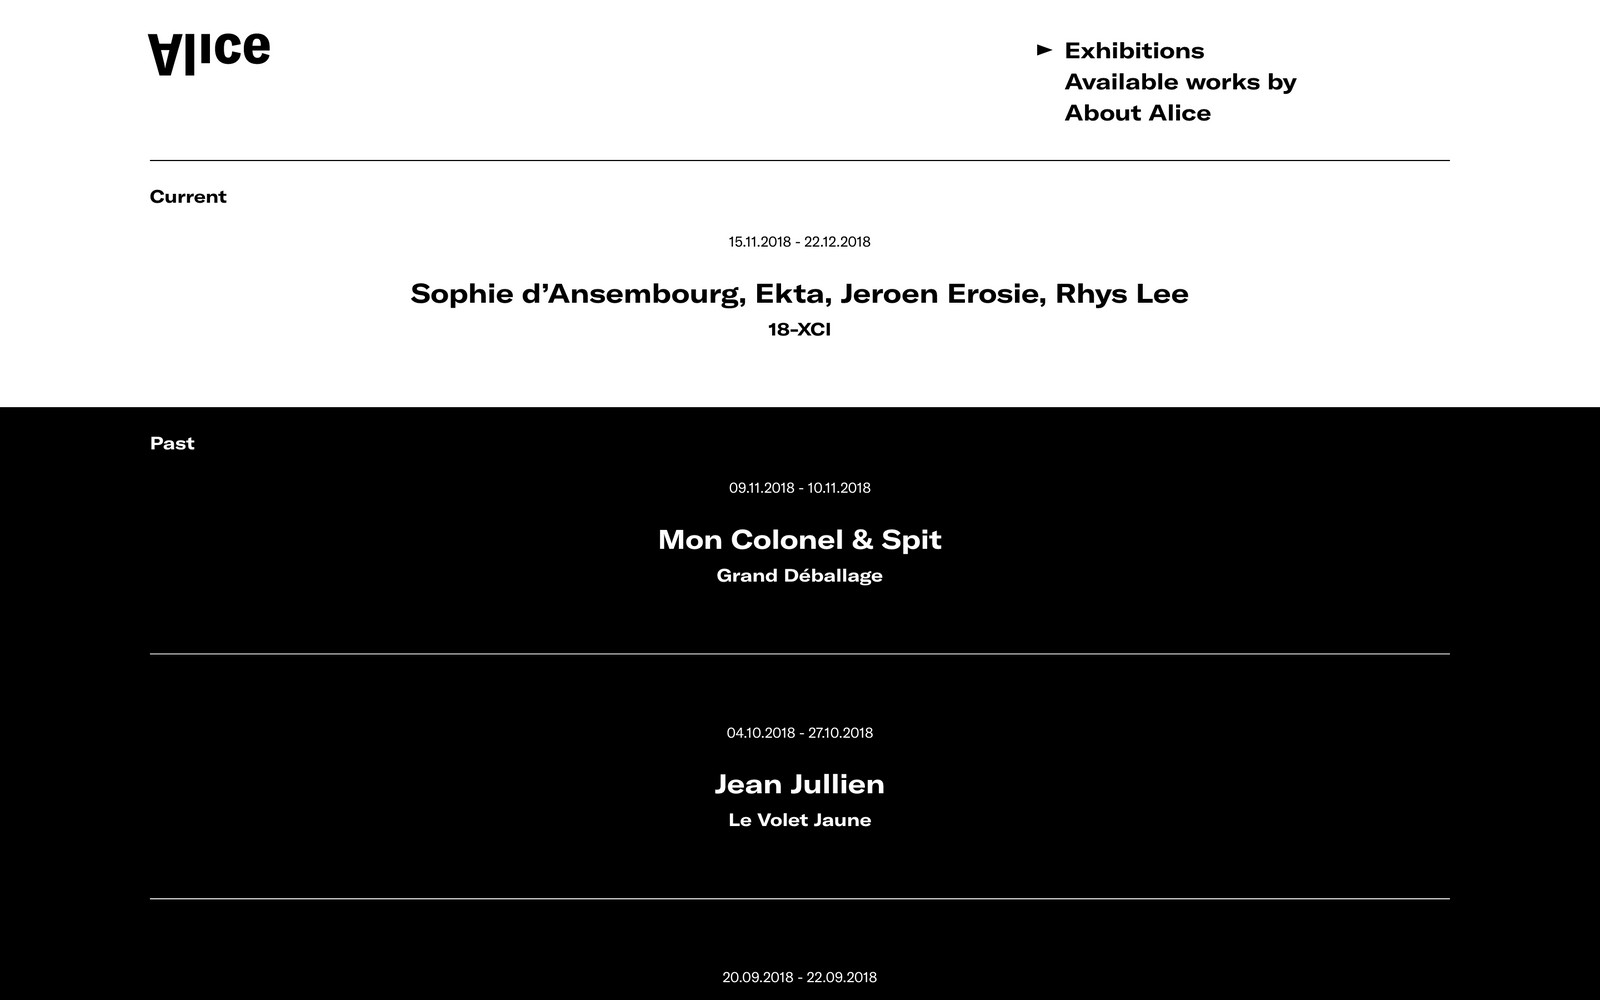 Alice
Exhibitions
Available works by
About Alice
Current
15.11.2018 - 22.12.2018
Sophie d’Ansembourg, Ekta, Jeroen Erosie, Rhys Lee
18-XCI
Past
09.11.2018 - 10.11.2018
Mon Colonel & Spit
Grand Déballage
04.10.2018 - 27.10.2018
Jean Jullien
Le Volet Jaune
20.09.2018 - 22.09.2018